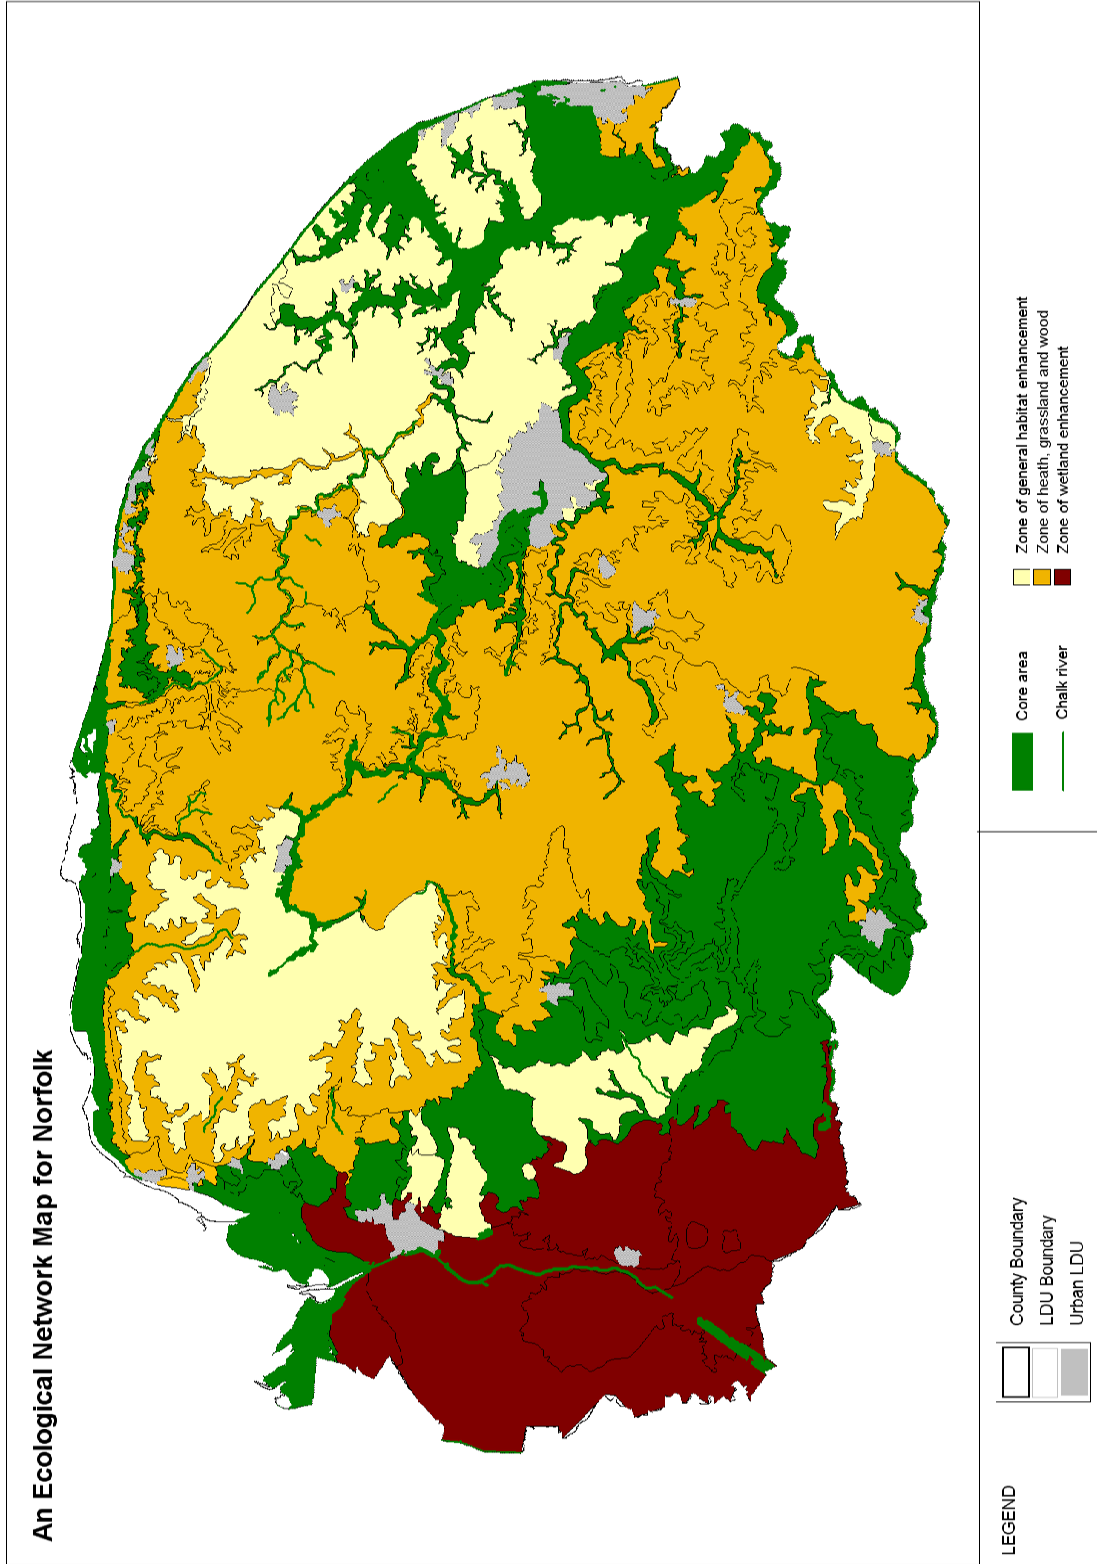 An Ecological Network Map for Norfolk
LEGEND
County Boundary
LDU Boundary
Urban LDU
Core area
Chalk river
Zone of general habitat enhancement
Zone of heath, grassland and wood
Zone of wetland enhancement